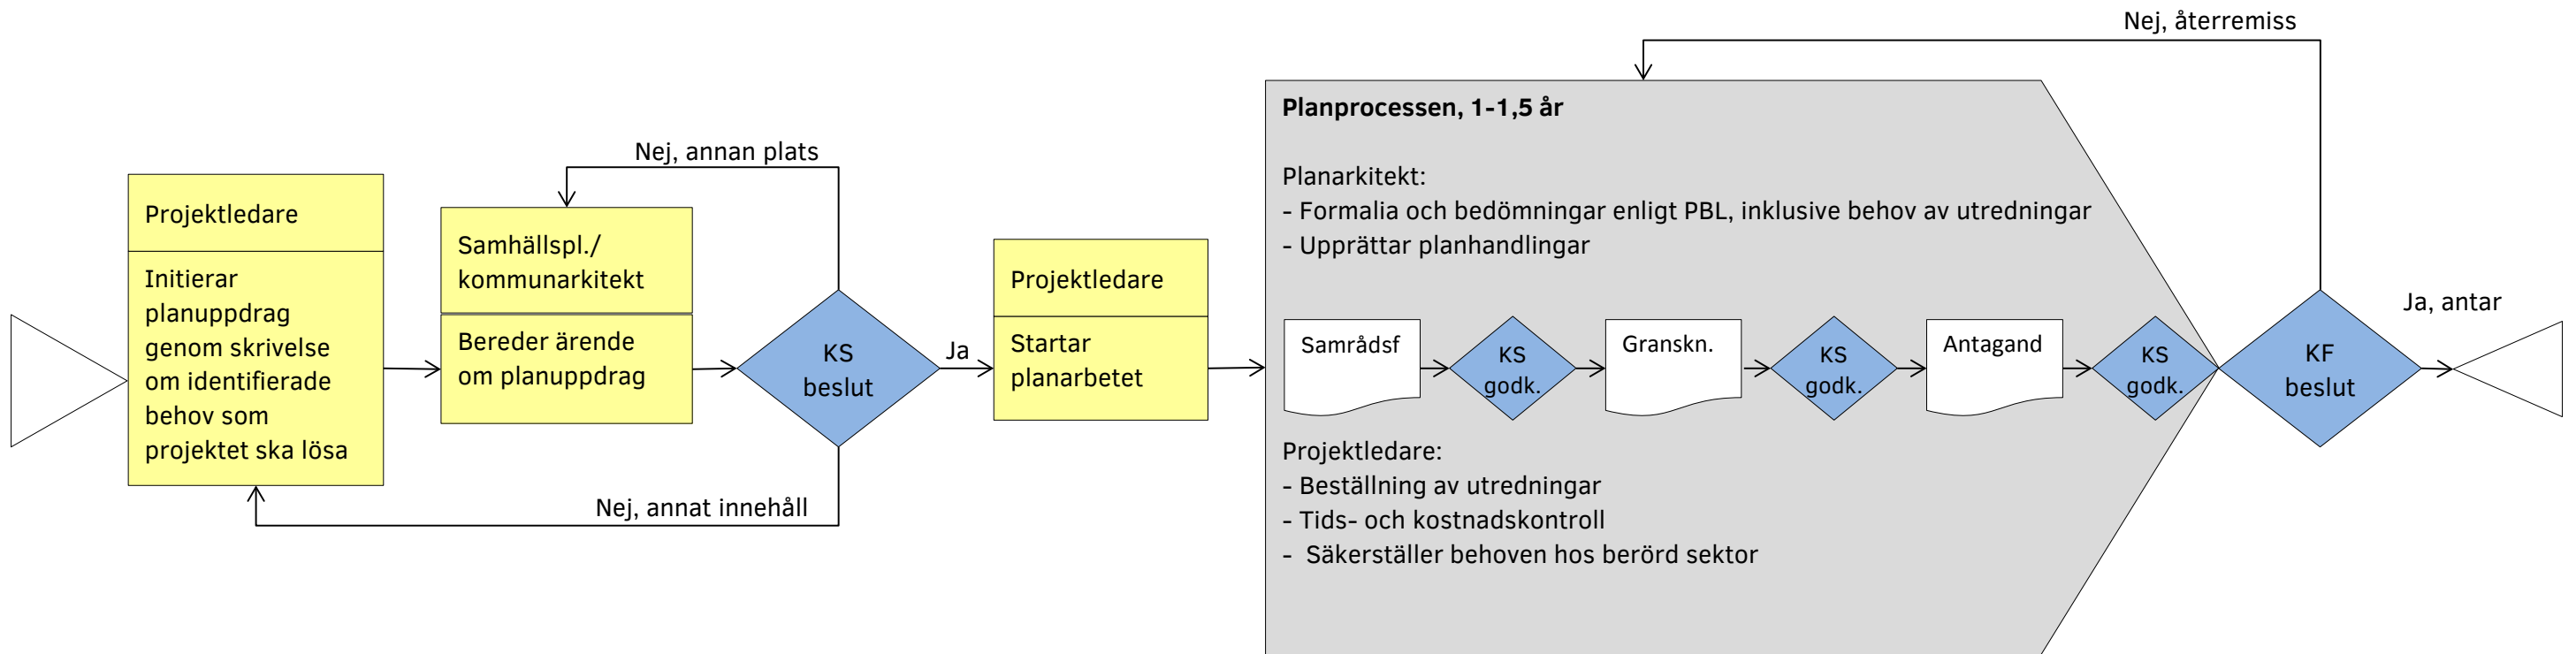 Nej, återremiss
Planprocessen, 1-1,5 år
Nej, annan plats
Planarkitekt:
- Formalia och bedömningar enligt PBL, inklusive behov av utredningar
- Upprättar planhandlingar
Projektledare
Initierar
planuppdrag
genom skrivelse
om identifierade
behov som
projektet ska lösa
Samhällspl./
kommunarkitekt
Bereder ärende
om planuppdrag
KS
beslut
Ja
Nej, annat innehåll
Projektledare
Startar
planarbetet
Samrådsf
KS
godk.
Granskn.
KS
godk.
Antagand
KS
godk.
Projektledare:
- Beställning av utredningar
- Tids- och kostnadskontroll
- Säkerställer behoven hos berörd sektor
KF
beslut
Ja, antar